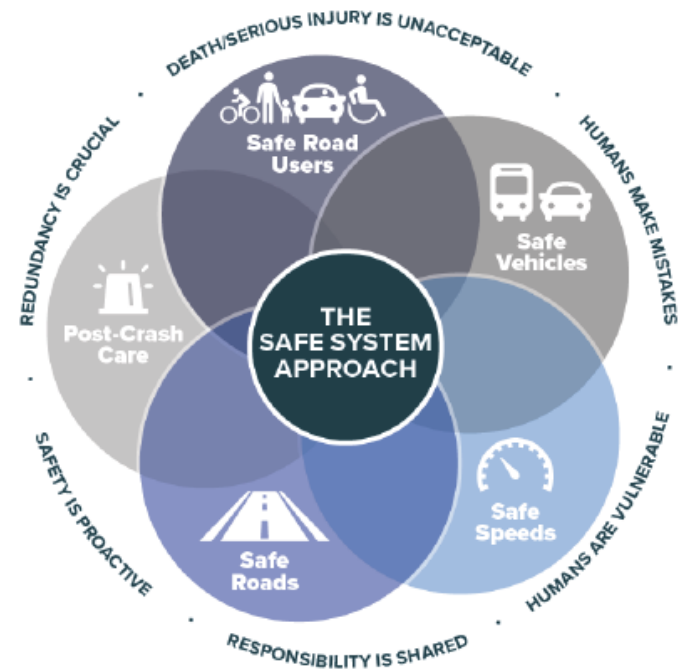 DEATH/SERIOUS INJURY IS UNACCEPTABLE
HUMANS MAKE MISTAKES
HUMANS ARE VULNERABLE
RESPONSIBILITY IS SHARED
SAFETY IS PROACTIVE
REDUNDANCY IS CRUCIAL
Safe Road
Users
Safe
Vehicles
Safe
Speeds
Safe
Roads
Post-Crash
Care
THE
SAFE SYSTEM
APPROACH